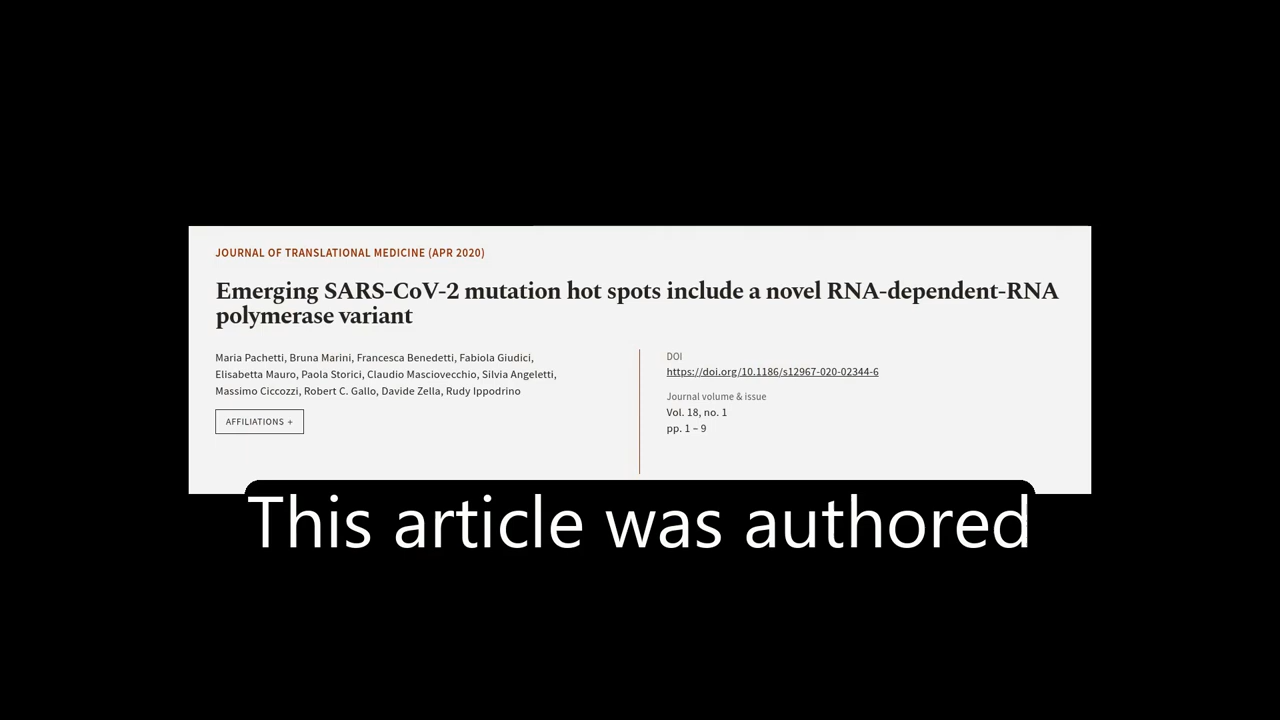 JOURNAL OF TRANSLATIONAL MEDICINE (APR 2020)
Emerging SARS-CoV-2 mutation hot spots include a novel RNA-dependent-RNA
polymerase variant
Maria Pachetti, Bruna Marini, Francesca Benedetti, Fabiola Giudici,
Elisabetta Mauro, Paola Storici, Claudio Masciovecchio, Silvia Angeletti,
Massimo Ciccozzi, Robert C. Gallo, Davide Zella, Rudy Ippodrino
AFFILIATIONS +
DOI
https://doi.org/10.1186/s12967-020-02344-6
Journal volume & issue
Vol. 18, no. 1
pp. 1 – 9
This article was authored